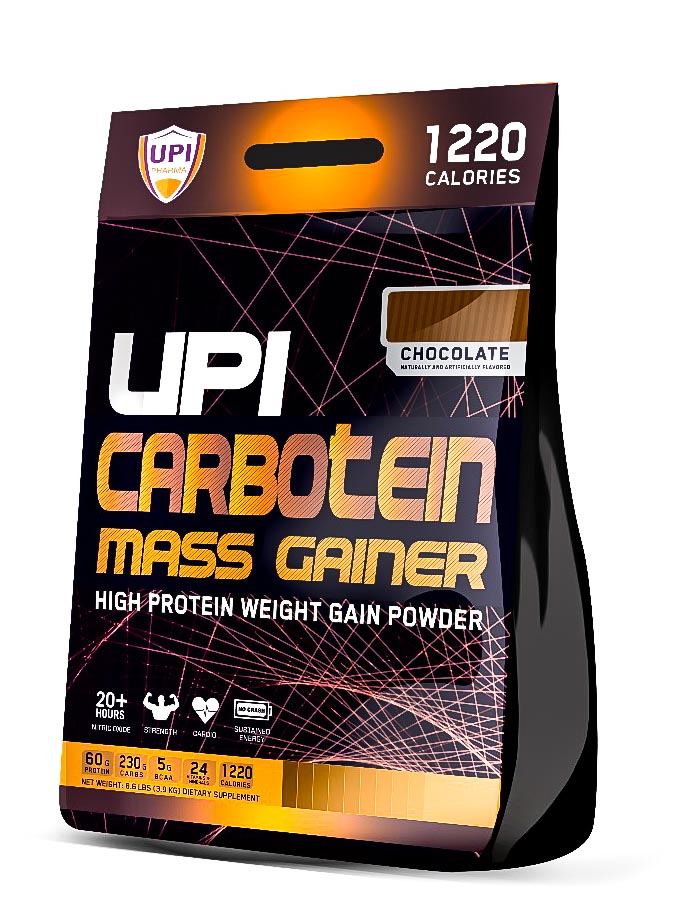 UPI
PHARMA
1220
CALORIES
CHOCOLATE
NATURALLY AND ARTIFICIALLY FLAVORED
UPI
CARBOTEIN
MASS GAINER
HIGH PROTEIN WEIGHT GAIN POWDER
20+
HOURS
NITRIC OXIDE
STRENGTH
CARDIO
NO CRASH
SUSTAINED
ENERGY
60G
PROTEIN
230G
CARBS
5G
BCAA
24
VITAMINS &
MINERALS
1220
CALORIES
NET WEIGHT: 8.6 LBS (3.9 KG) DIETARY SUPPLEMENT